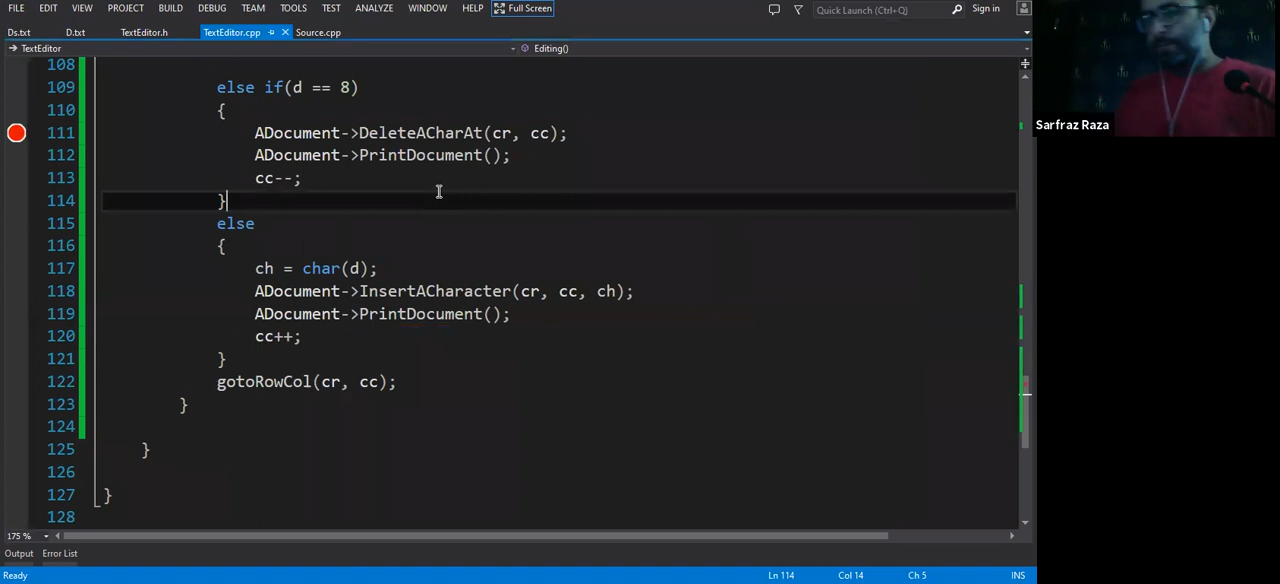 FILE EDIT VIEW PROJECT BUILD DEBUG TEAM TOOLS TEST ANALYZE WINDOW HELP Full Screen Quick Launch (Ctrl+Q) Sign in
Ds.txt D.txt TextEditor.h TextEditor.cpp Source.cpp
TextEditor Editing()
108
109 else if(d == 8)
110 {
111 ADocument->DeleteACharAt(cr, cc);
112 ADocument->PrintDocument();
113 cc--;
114 }
115 else
116 {
117 ch = char(d);
118 ADocument->InsertACharacter(cr, cc, ch);
119 ADocument->PrintDocument();
120 cc++;
121 }
122 gotoRowCol(cr, cc);
123 }
124
125 }
126
127 }
128
175 %
Output Error List
Ready Ln 114 Col 14 Ch 5 INS
Sarfraz Raza